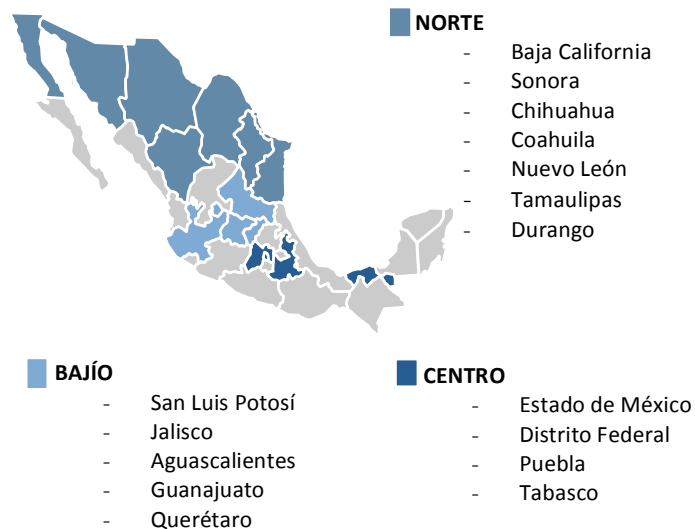 NORTE
- Baja California
- Sonora
- Chihuahua
- Coahuila
- Nuevo León
- Tamaulipas
- Durango
BAJÍO
- San Luis Potosí
- Jalisco
- Aguascalientes
- Guanajuato
- Querétaro
CENTRO
- Estado de México
- Distrito Federal
- Puebla
- Tabasco